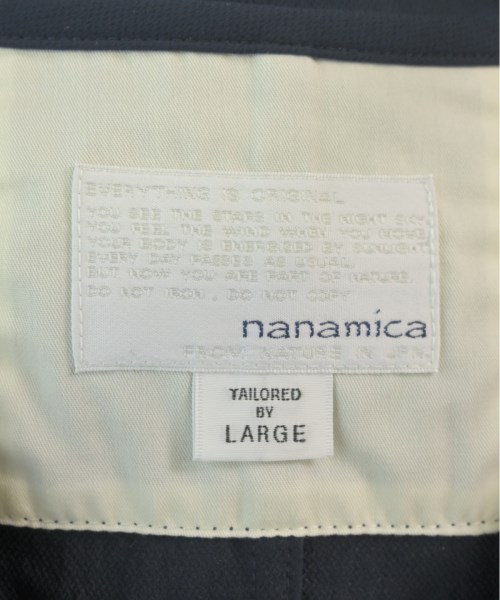 EVERYTHING IS ORIGINAL
YOU SEE THE STARS IN THE NIGHT SKY
YOU FEEL THE WIND WHEN YOU MOVE
YOUR BODY IS ENERGISED BY SUNLIGHT
EVERY DAY PASSES AS USUAL.
BUT NOW YOU ARE PART OF NATURE.
DO NOT IRON, DO NOT COPY
nanamica
FROM NATURE IN JPN.
TAILORED
BY
LARGE